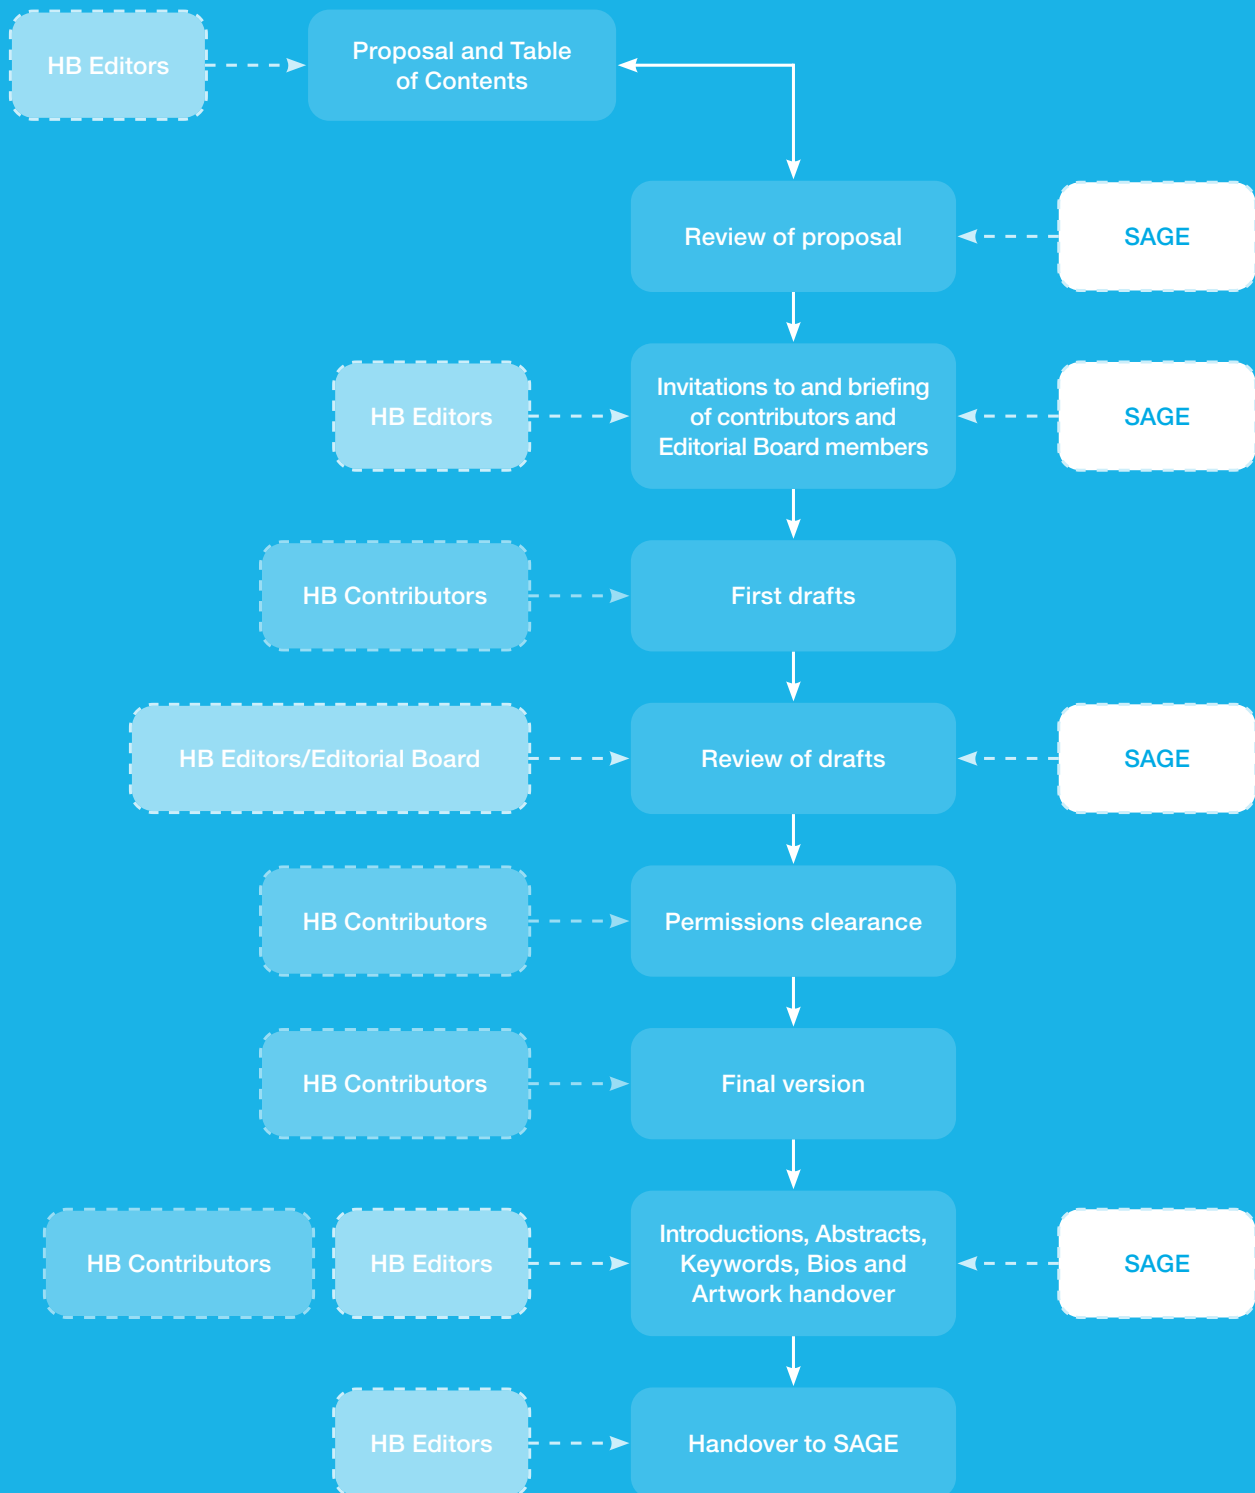 HB Editors
Proposal and Table
of Contents
Review of proposal
SAGE
HB Editors
Invitations to and briefing
of contributors and
Editorial Board members
SAGE
HB Contributors
First drafts
HB Editors/Editorial Board
Review of drafts
SAGE
HB Contributors
Permissions clearance
HB Contributors
Final version
HB Contributors
HB Editors
Introductions, Abstracts,
Keywords, Bios and
Artwork handover
SAGE
HB Editors
Handover to SAGE